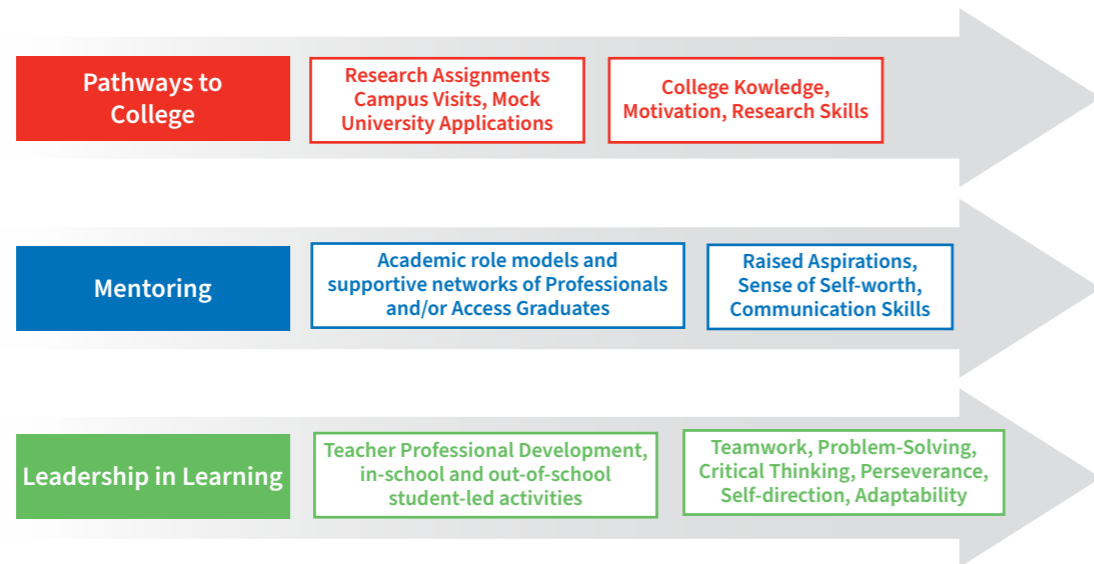 Pathways to
College
Research Assignments
Campus Visits, Mock
University Applications
College Kowledge,
Motivation, Research Skills
Mentoring
Academic role models and
supportive networks of Professionals
and/or Access Graduates
Raised Aspirations,
Sense of Self-worth,
Communication Skills
Leadership in Learning
Teacher Professional Development,
in-school and out-of-school
student-led activities
Teamwork, Problem-Solving,
Critical Thinking, Perseverance,
Self-direction, Adaptability